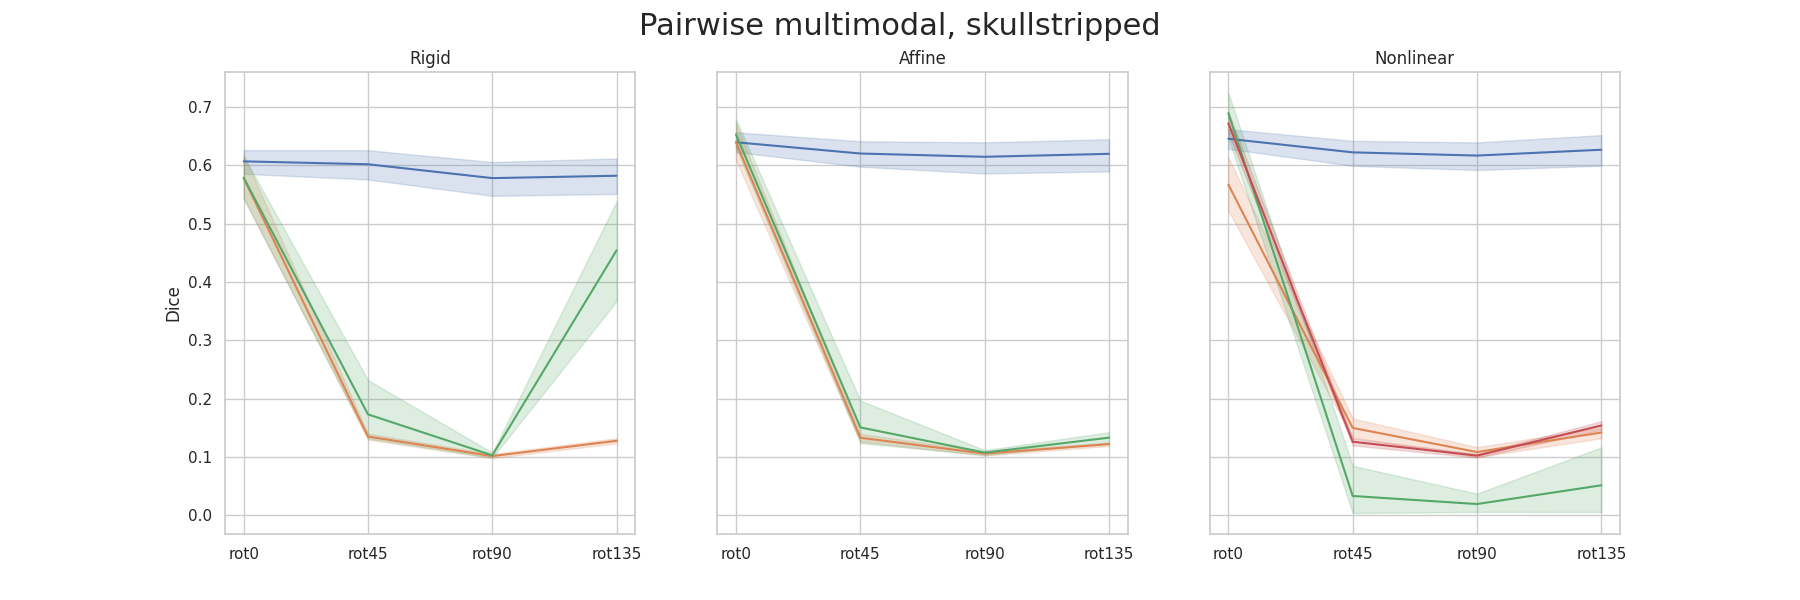 Pairwise multimodal, skullstripped
Rigid
Affine
Nonlinear
Dice
0.7
0.6
0.5
0.4
0.3
0.2
0.1
0.0
rot0 rot45 rot90 rot135
rot0 rot45 rot90 rot135
rot0 rot45 rot90 rot135